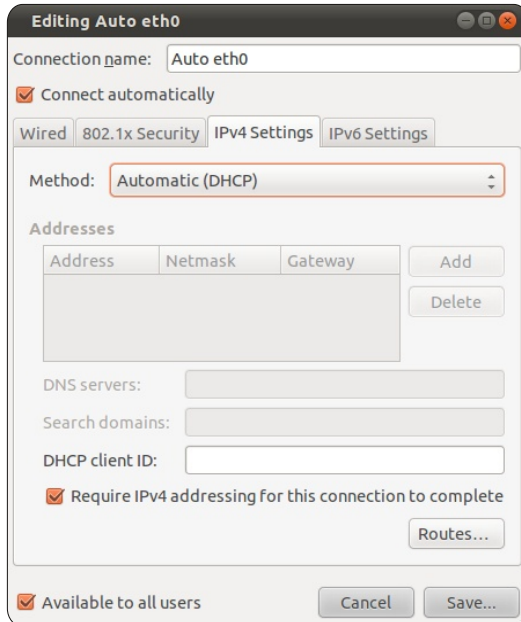 Editing Auto eth0
Connection name: Auto eth0
Connect automatically
Wired 802.1x Security IPv4 Settings IPv6 Settings
Method: Automatic (DHCP)
Addresses
Address Netmask Gateway Add
Delete
DNS servers:
Search domains:
DHCP client ID:
Require IPv4 addressing for this connection to complete
Routes...
Available to all users Cancel Save...